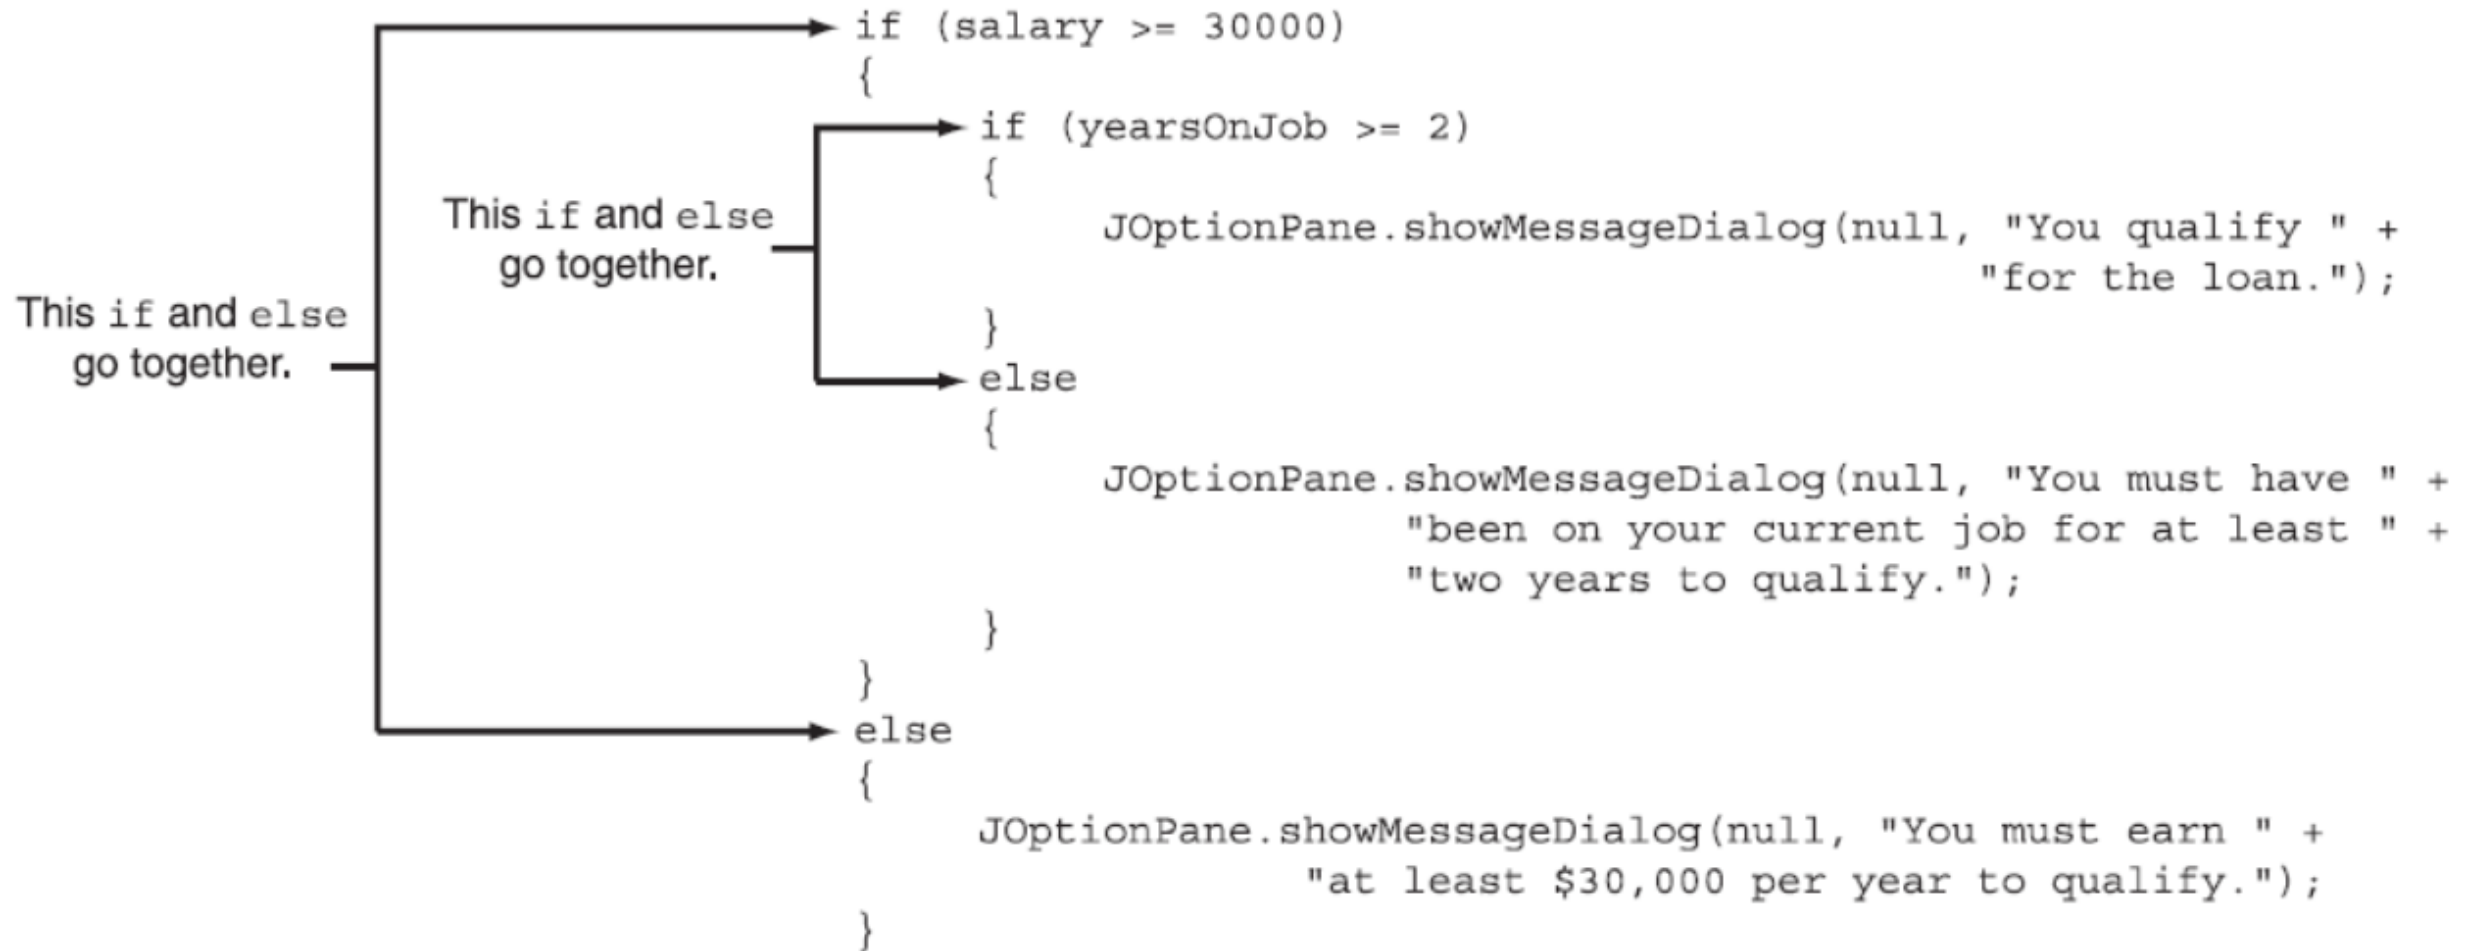 if (salary >= 30000)
{
if (yearsOnJob >= 2)
{
This if and else
go together.
JOptionPane.showMessageDialog(null, "You qualify " +
"for the loan.");
This if and else
go together.
}
else
{
JOptionPane.showMessageDialog(null, "You must have " +
"been on your current job for at least " +
"two years to qualify.");
}
}
else
{
JOptionPane.showMessageDialog(null, "You must earn " +
"at least $30,000 per year to qualify.");
}